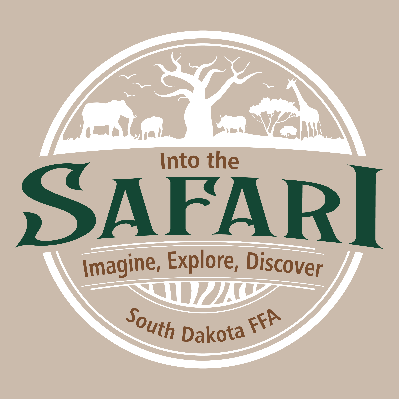 Into the
SAFARI
Imagine, Explore, Discover
South Dakota FFA